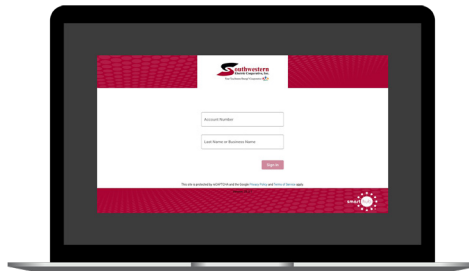 Southwestern
Electric Cooperative, Inc.
Account Number
Last Name or Business Name
Sign In
This site is protected by reCAPTCHA and the Google Privacy Policy and Terms of Service apply.
smart